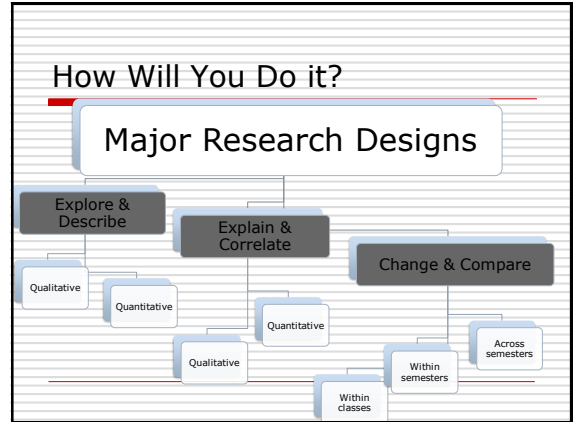 How Will You Do it?
Major Research Designs
Explore &
Describe
Qualitative
Quantitative
Explain &
Correlate
Qualitative
Quantitative
Change & Compare
Within
classes
Within
semesters
Across
semesters